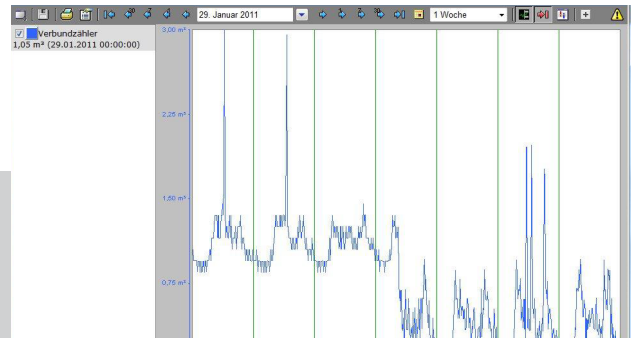 29. Januar 2011
1 Woche
Verbundzähler
1,05 m³ (29.01.2011 00:00:00)
3,00 m³
2,25 m³
1,50 m³
0,75 m³